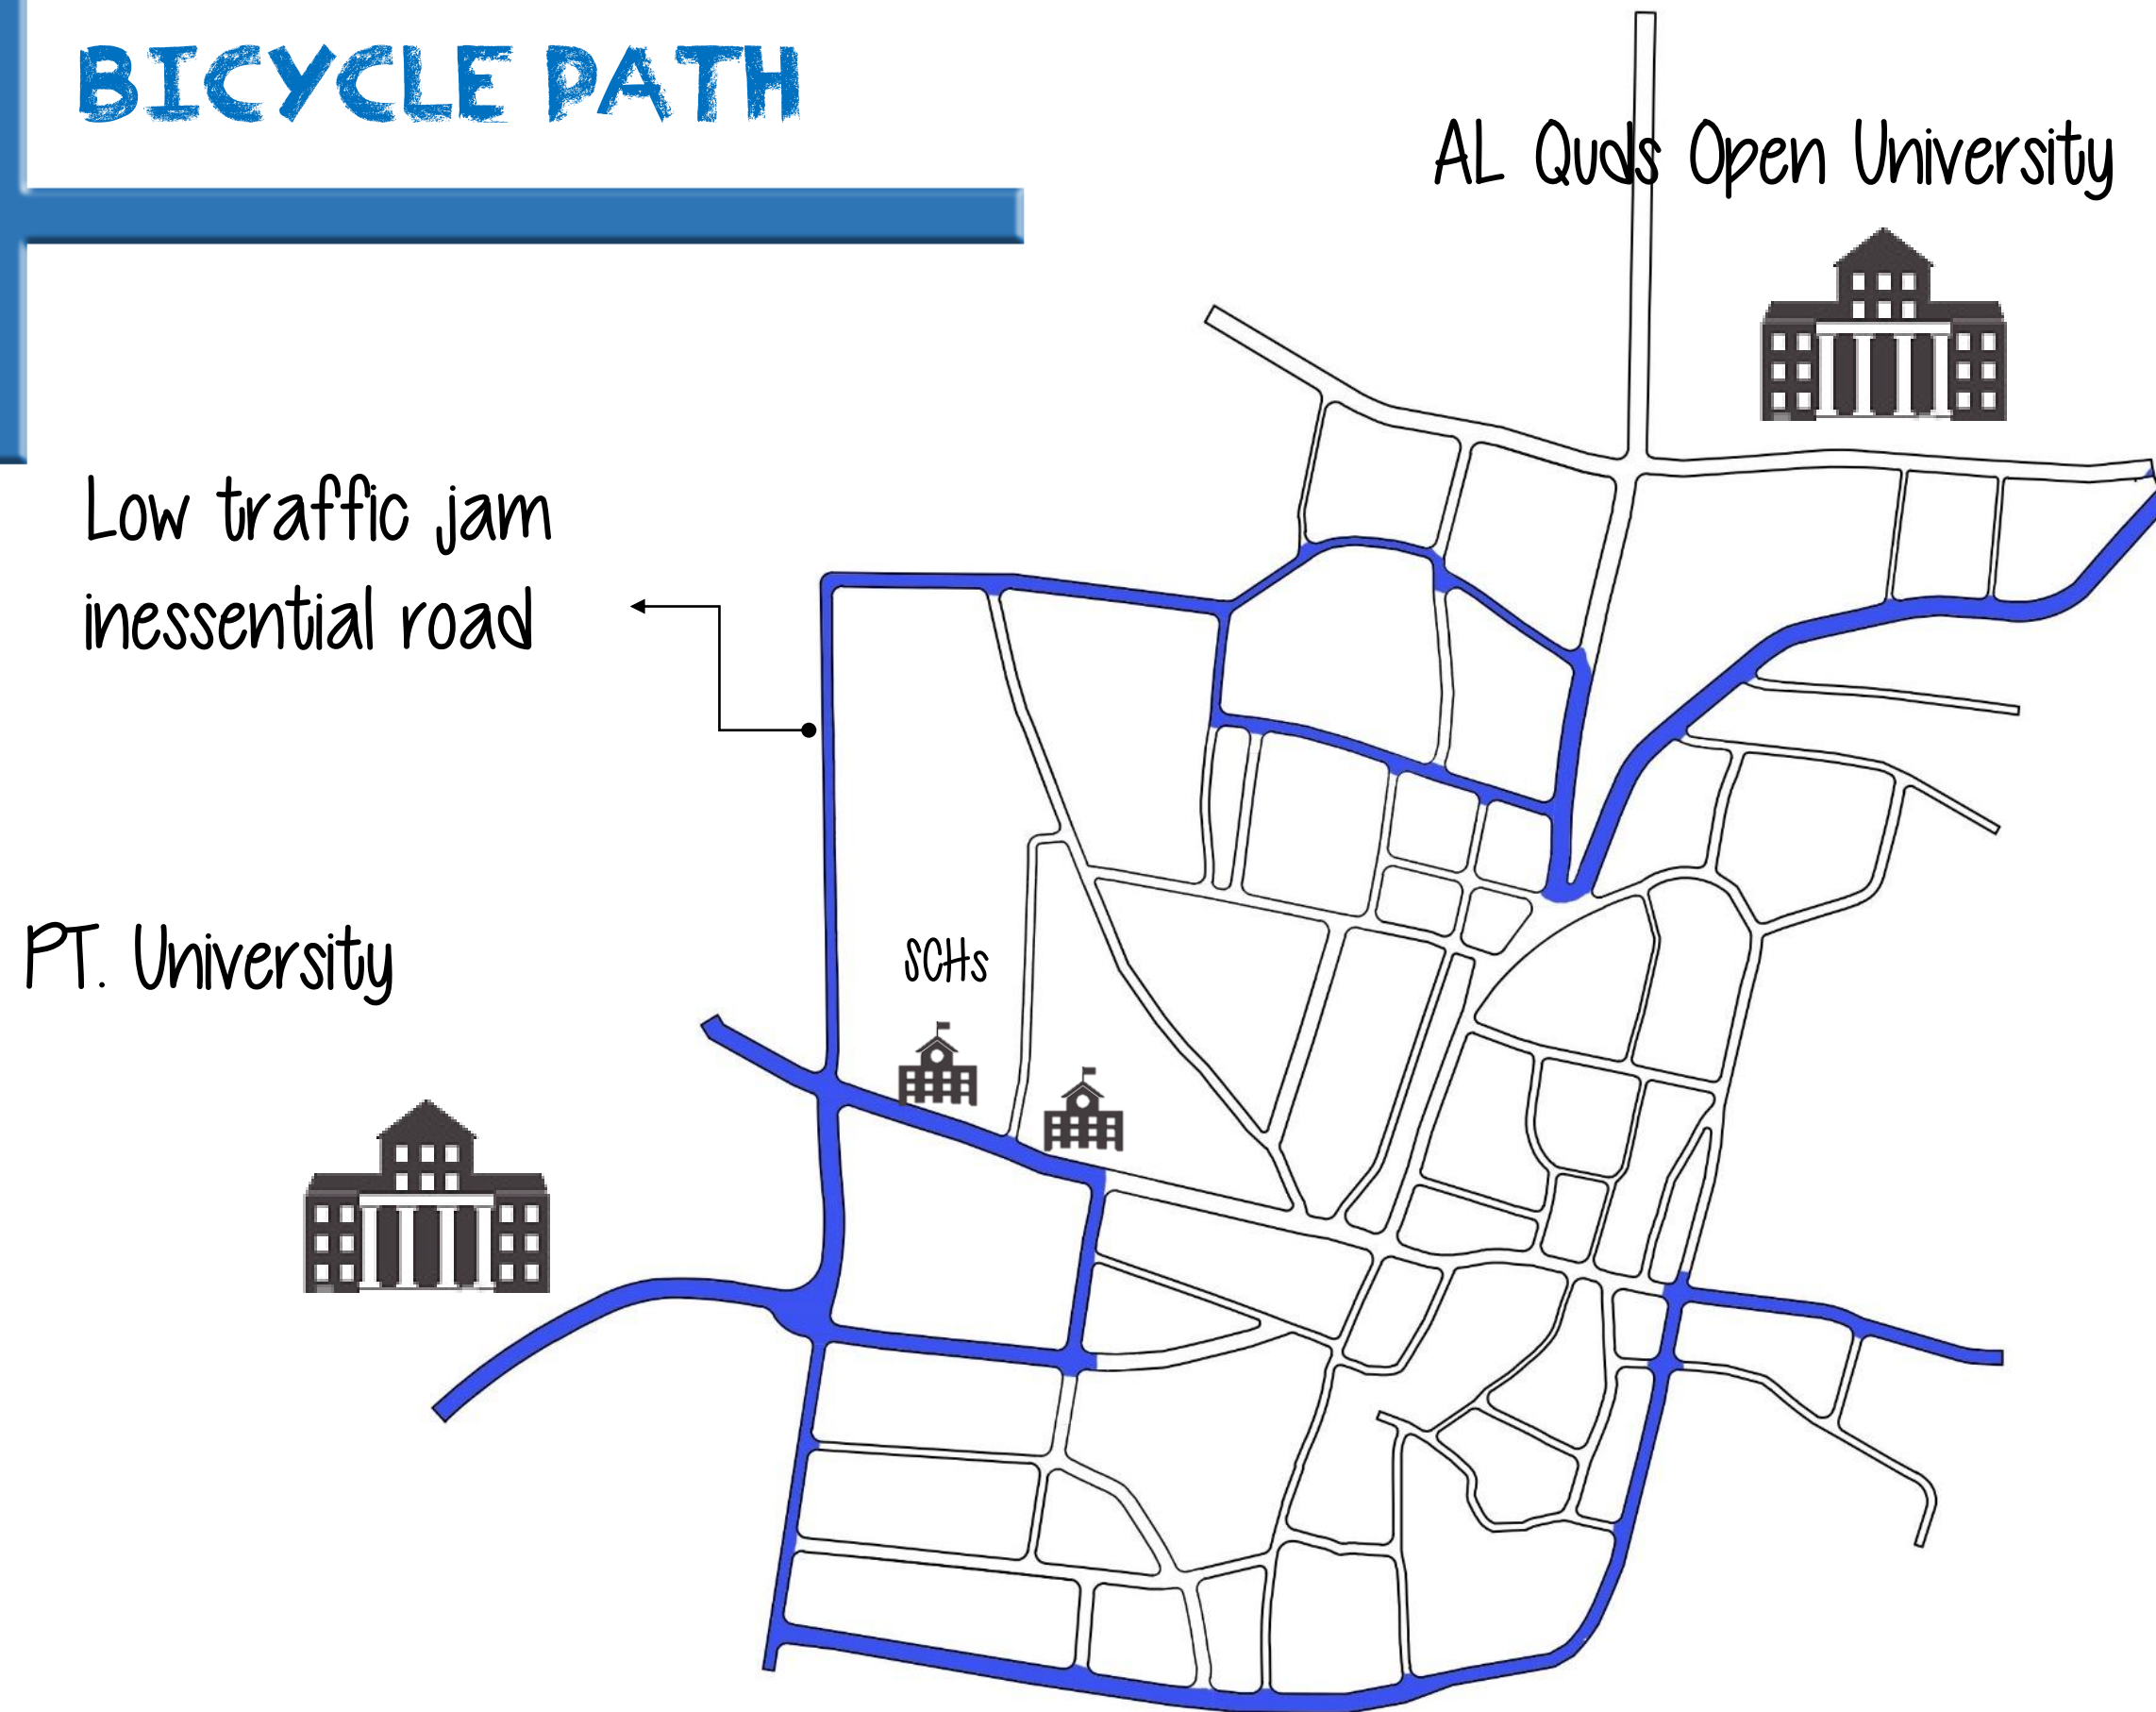 BICYCLE PATH
AL Quds Open University
Low traffic jam
inessential road
PT. University
SCHs